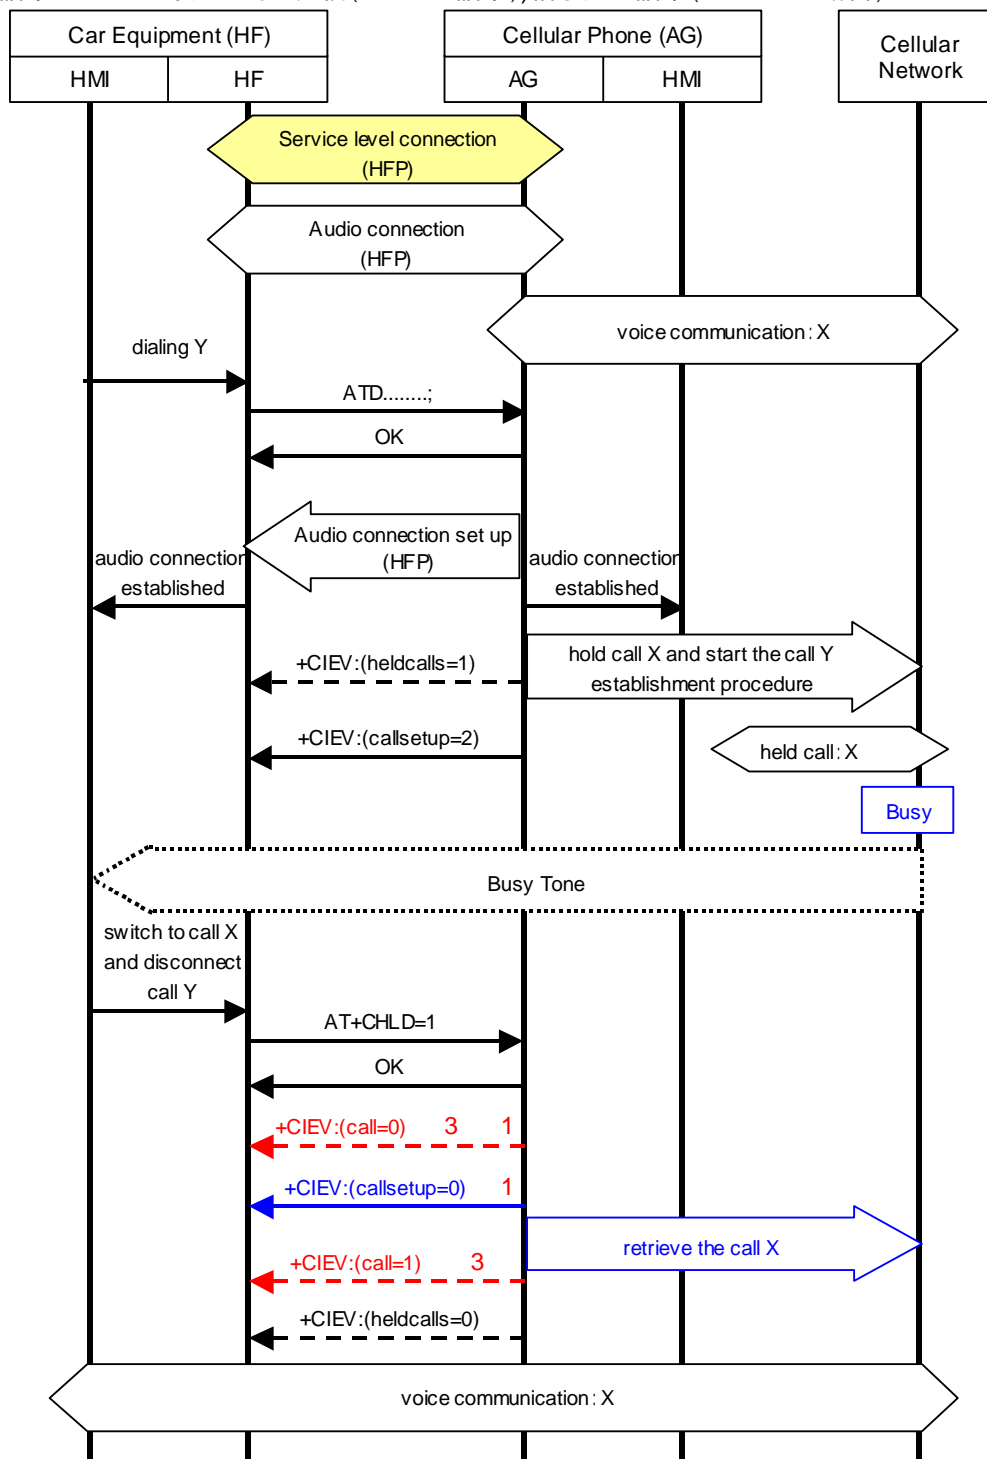 Car Equipment (HF)
Cellular Phone (AG)
Cellular
Network
HMI
HF
AG
HMI
Service level connection
(HFP)
Audio connection
(HFP)
voice communication: X
dialing Y
ATD........;
OK
Audio connection set up
(HFP)
audio connection
established
audio connection
established
+CIEV:(heldcalls=1)
hold call X and start the call Y
establishment procedure
+CIEV:(callsetup=2)
held call: X
Busy
Busy Tone
switch to call X
and disconnect
call Y
AT+CHLD=1
OK
+CIEV:(call=0) 3 1
+CIEV:(callsetup=0) 1
retrieve the call X
+CIEV:(call=1) 3
+CIEV:(heldcalls=0)
voice communication: X